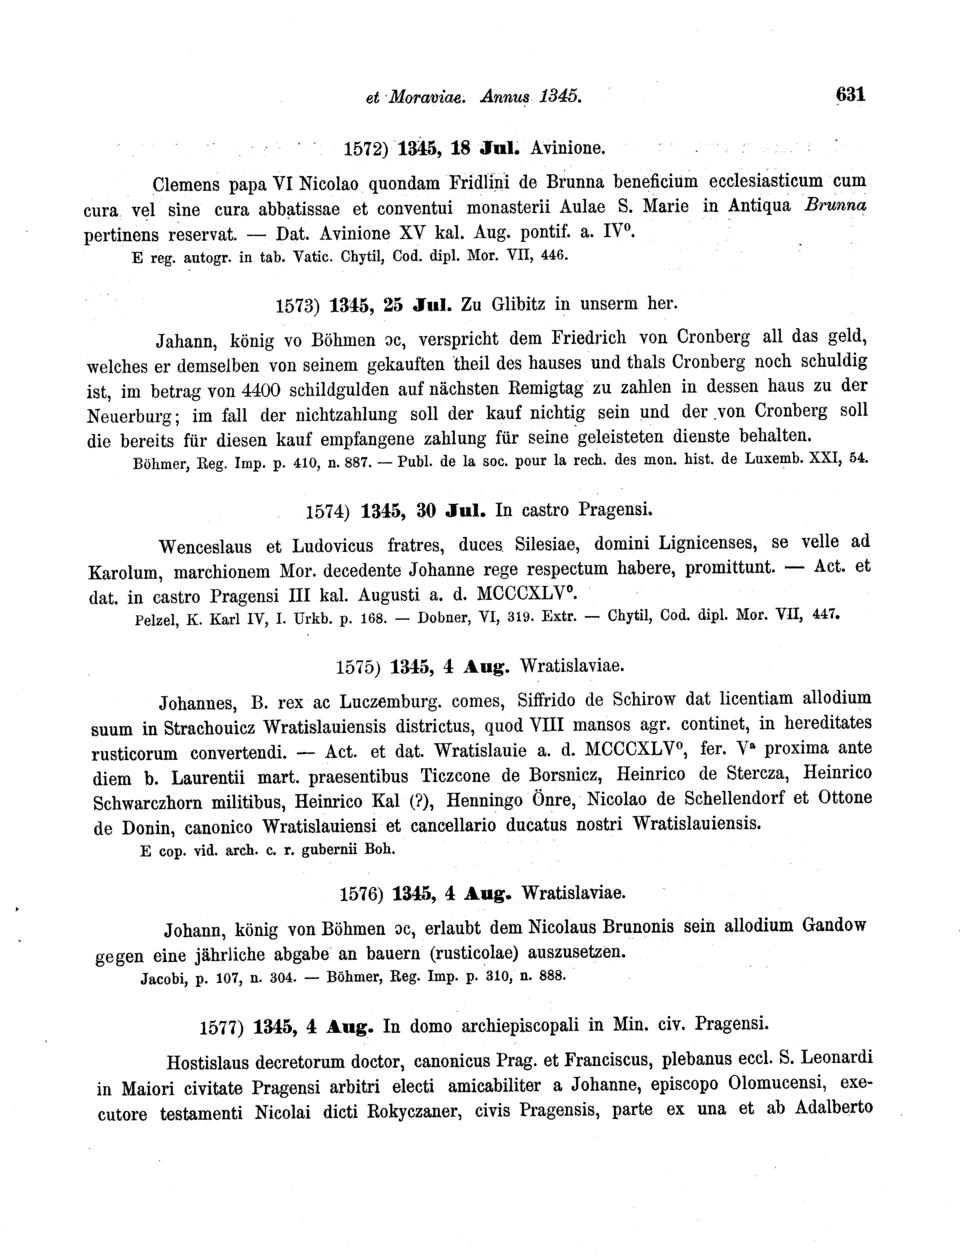 et Moraviae. Annus 1345. 631
1572) 1345, 18 Jul. Avinione.
Clemens papa VI Nicolao quondam Fridlini de Brunna beneficium ecclesiasticum cum
cura vel sine cura abbatissae et conventui monasterii Aulae S. Marie in Antiqua Brunna
pertinens reservat. — Dat. Avinione XV kal. Aug. pontif. a. IV⁰.
E reg. autogr. in tab. Vatic. Chytil, Cod. dipl. Mor. VII, 446.
1573) 1345, 25 Jul. Zu Glibitz in unserm her.
Jahann, könig vo Böhmen ɔc, verspricht dem Friedrich von Cronberg all das geld,
welches er demselben von seinem gekauften theil des hauses und thals Cronberg noch schuldig
ist, im betrag von 4400 schildgulden auf nächsten Remigtag zu zahlen in dessen haus zu der
Neuerburg; im fall der nichtzahlung soll der kauf nichtig sein und der von Cronberg soll
die bereits für diesen kauf empfangene zahlung für seine geleisteten dienste behalten.
Böhmer, Reg. Imp. p. 410, n. 887. — Publ. de la soc. pour la rech. des mon. hist. de Luxemb. XXI, 54.
1574) 1345, 30 Jul. In castro Pragensi.
Wenceslaus et Ludovicus fratres, duces Silesiae, domini Lignicenses, se velle ad
Karolum, marchionem Mor. decedente Johanne rege respectum habere, promittunt. — Act. et
dat. in castro Pragensi III kal. Augusti a. d. MCCCXLV⁰.
Pelzel, K. Karl IV, I. Urkb. p. 168. — Dobner, VI, 319. Extr. — Chytil, Cod. dipl. Mor. VII, 447.
1575) 1345, 4 Aug. Wratislaviae.
Johannes, B. rex ac Luczemburg. comes, Siffrido de Schirow dat licentiam allodium
suum in Strachouicz Wratislauiensis districtus, quod VIII mansos agr. continet, in hereditates
rusticorum convertendi. — Act. et dat. Wratislauie a. d. MCCCXLV⁰, fer. Vᵃ proxima ante
diem b. Laurentii mart. praesentibus Ticzcone de Borsnicz, Heinrico de Stercza, Heinrico
Schwarczhorn militibus, Heinrico Kal (?), Henningo Önre, Nicolao de Schellendorf et Ottone
de Donin, canonico Wratislauiensi et cancellario ducatus nostri Wratislauiensis.
E cop. vid. arch. c. r. gubernii Boh.
1576) 1345, 4 Aug. Wratislaviae.
Johann, könig von Böhmen ɔc, erlaubt dem Nicolaus Brunonis sein allodium Gandow
gegen eine jährliche abgabe an bauern (rusticolae) auszusetzen.
Jacobi, p. 107, n. 304. — Böhmer, Reg. Imp. p. 310, n. 888.
1577) 1345, 4 Aug. In domo archiepiscopali in Min. civ. Pragensi.
Hostislaus decretorum doctor, canonicus Prag. et Franciscus, plebanus eccl. S. Leonardi
in Maiori civitate Pragensi arbitri electi amicabiliter a Johanne, episcopo Olomucensi, exe-
cutore testamenti Nicolai dicti Rokyczaner, civis Pragensis, parte ex una et ab Adalberto